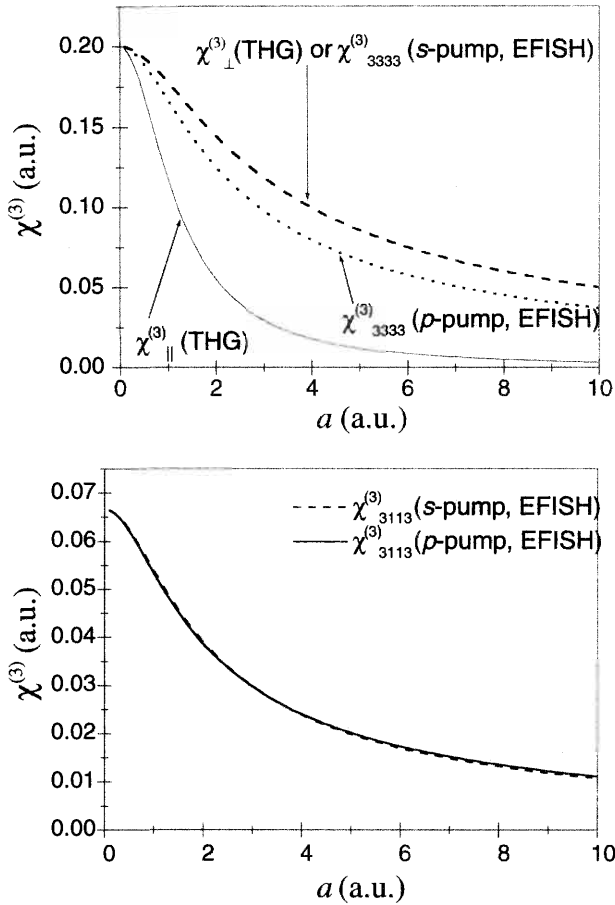 0.20
0.15
0.10
0.05
0.00
χ(3) (a.u.)
χ(3)⊥(THG) or χ(3)3333 (s-pump, EFISH)
χ(3)3333 (p-pump, EFISH)
χ(3)|| (THG)
0 2 4 6 8 10
a (a.u.)
0.07
0.06
0.05
0.04
0.03
0.02
0.01
0.00
χ(3) (a.u.)
χ(3)3113 (s-pump, EFISH)
χ(3)3113 (p-pump, EFISH)
0 2 4 6 8 10
a (a.u.)